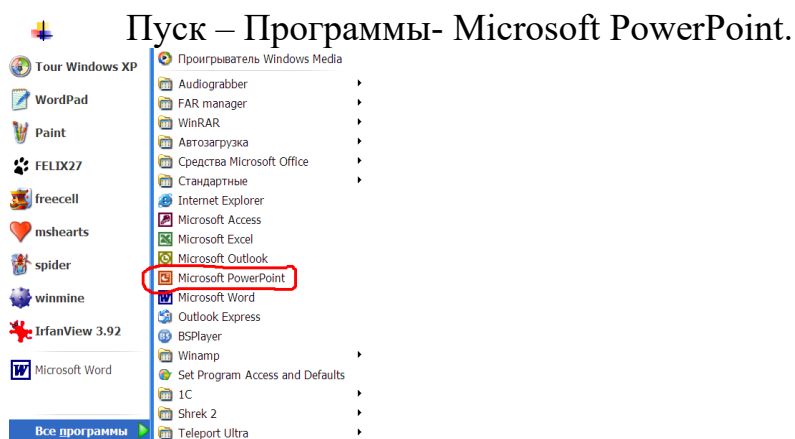 Пуск – Программы- Microsoft PowerPoint.
Tour Windows XP
WordPad
Paint
FELIX27
freecell
mshearts
spider
winmine
IrfanView 3.92
Microsoft Word
Все программы
Проигрыватель Windows Media
Audiograbber
FAR manager
WinRAR
Автозагрузка
Средства Microsoft Office
Стандартные
Internet Explorer
Microsoft Access
Microsoft Excel
Microsoft Outlook
Microsoft PowerPoint
Microsoft Word
Outlook Express
BSPlayer
Winamp
Set Program Access and Defaults
1C
Shrek 2
Teleport Ultra